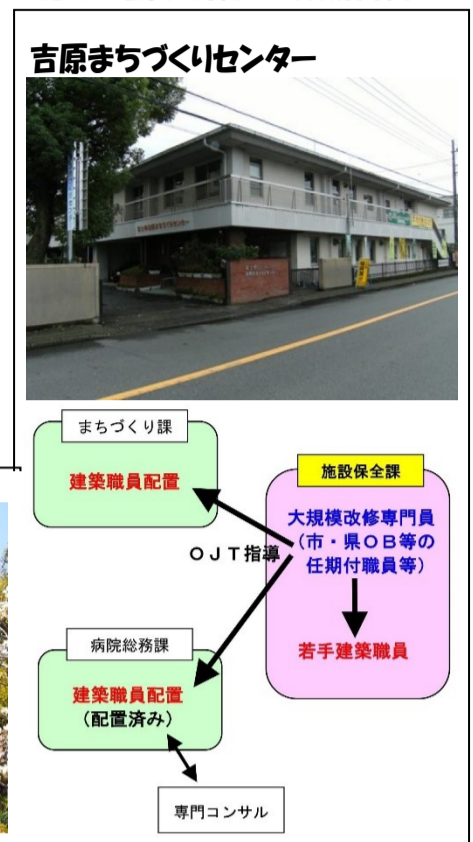 吉原まちづくりセンター
まちづくり課
建築職員配置
施設保全課
大規模改修専門員
(市・県OB等の
任期付職員等)
OJT指導
若手建築職員
病院総務課
建築職員配置
(配置済み)
専門コンサル